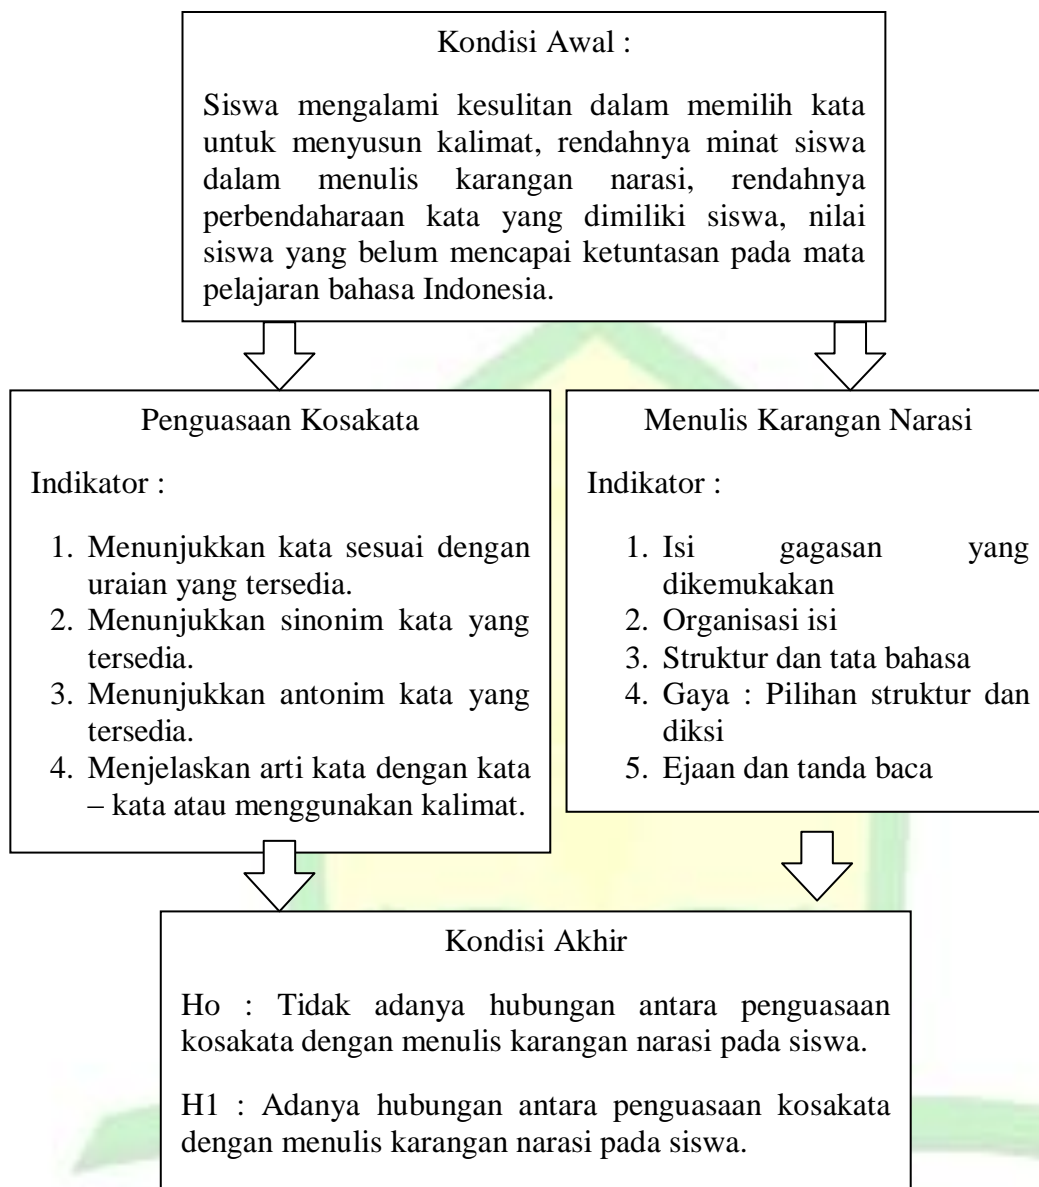 Kondisi Awal :
Siswa mengalami kesulitan dalam memilih kata
untuk menyusun kalimat, rendahnya minat siswa
dalam menulis karangan narasi, rendahnya
perbendaharaan kata yang dimiliki siswa, nilai
siswa yang belum mencapai ketuntasan pada mata
pelajaran bahasa Indonesia.
Penguasaan Kosakata
Indikator :
1. Menunjukkan kata sesuai dengan
uraian yang tersedia.
2. Menunjukkan sinonim kata yang
tersedia.
3. Menunjukkan antonim kata yang
tersedia.
4. Menjelaskan arti kata dengan kata
– kata atau menggunakan kalimat.
Menulis Karangan Narasi
Indikator :
1. Isi gagasan yang
dikemukakan
2. Organisasi isi
3. Struktur dan tata bahasa
4. Gaya : Pilihan struktur dan
diksi
5. Ejaan dan tanda baca
Kondisi Akhir
Ho : Tidak adanya hubungan antara penguasaan
kosakata dengan menulis karangan narasi pada siswa.
H1 : Adanya hubungan antara penguasaan kosakata
dengan menulis karangan narasi pada siswa.